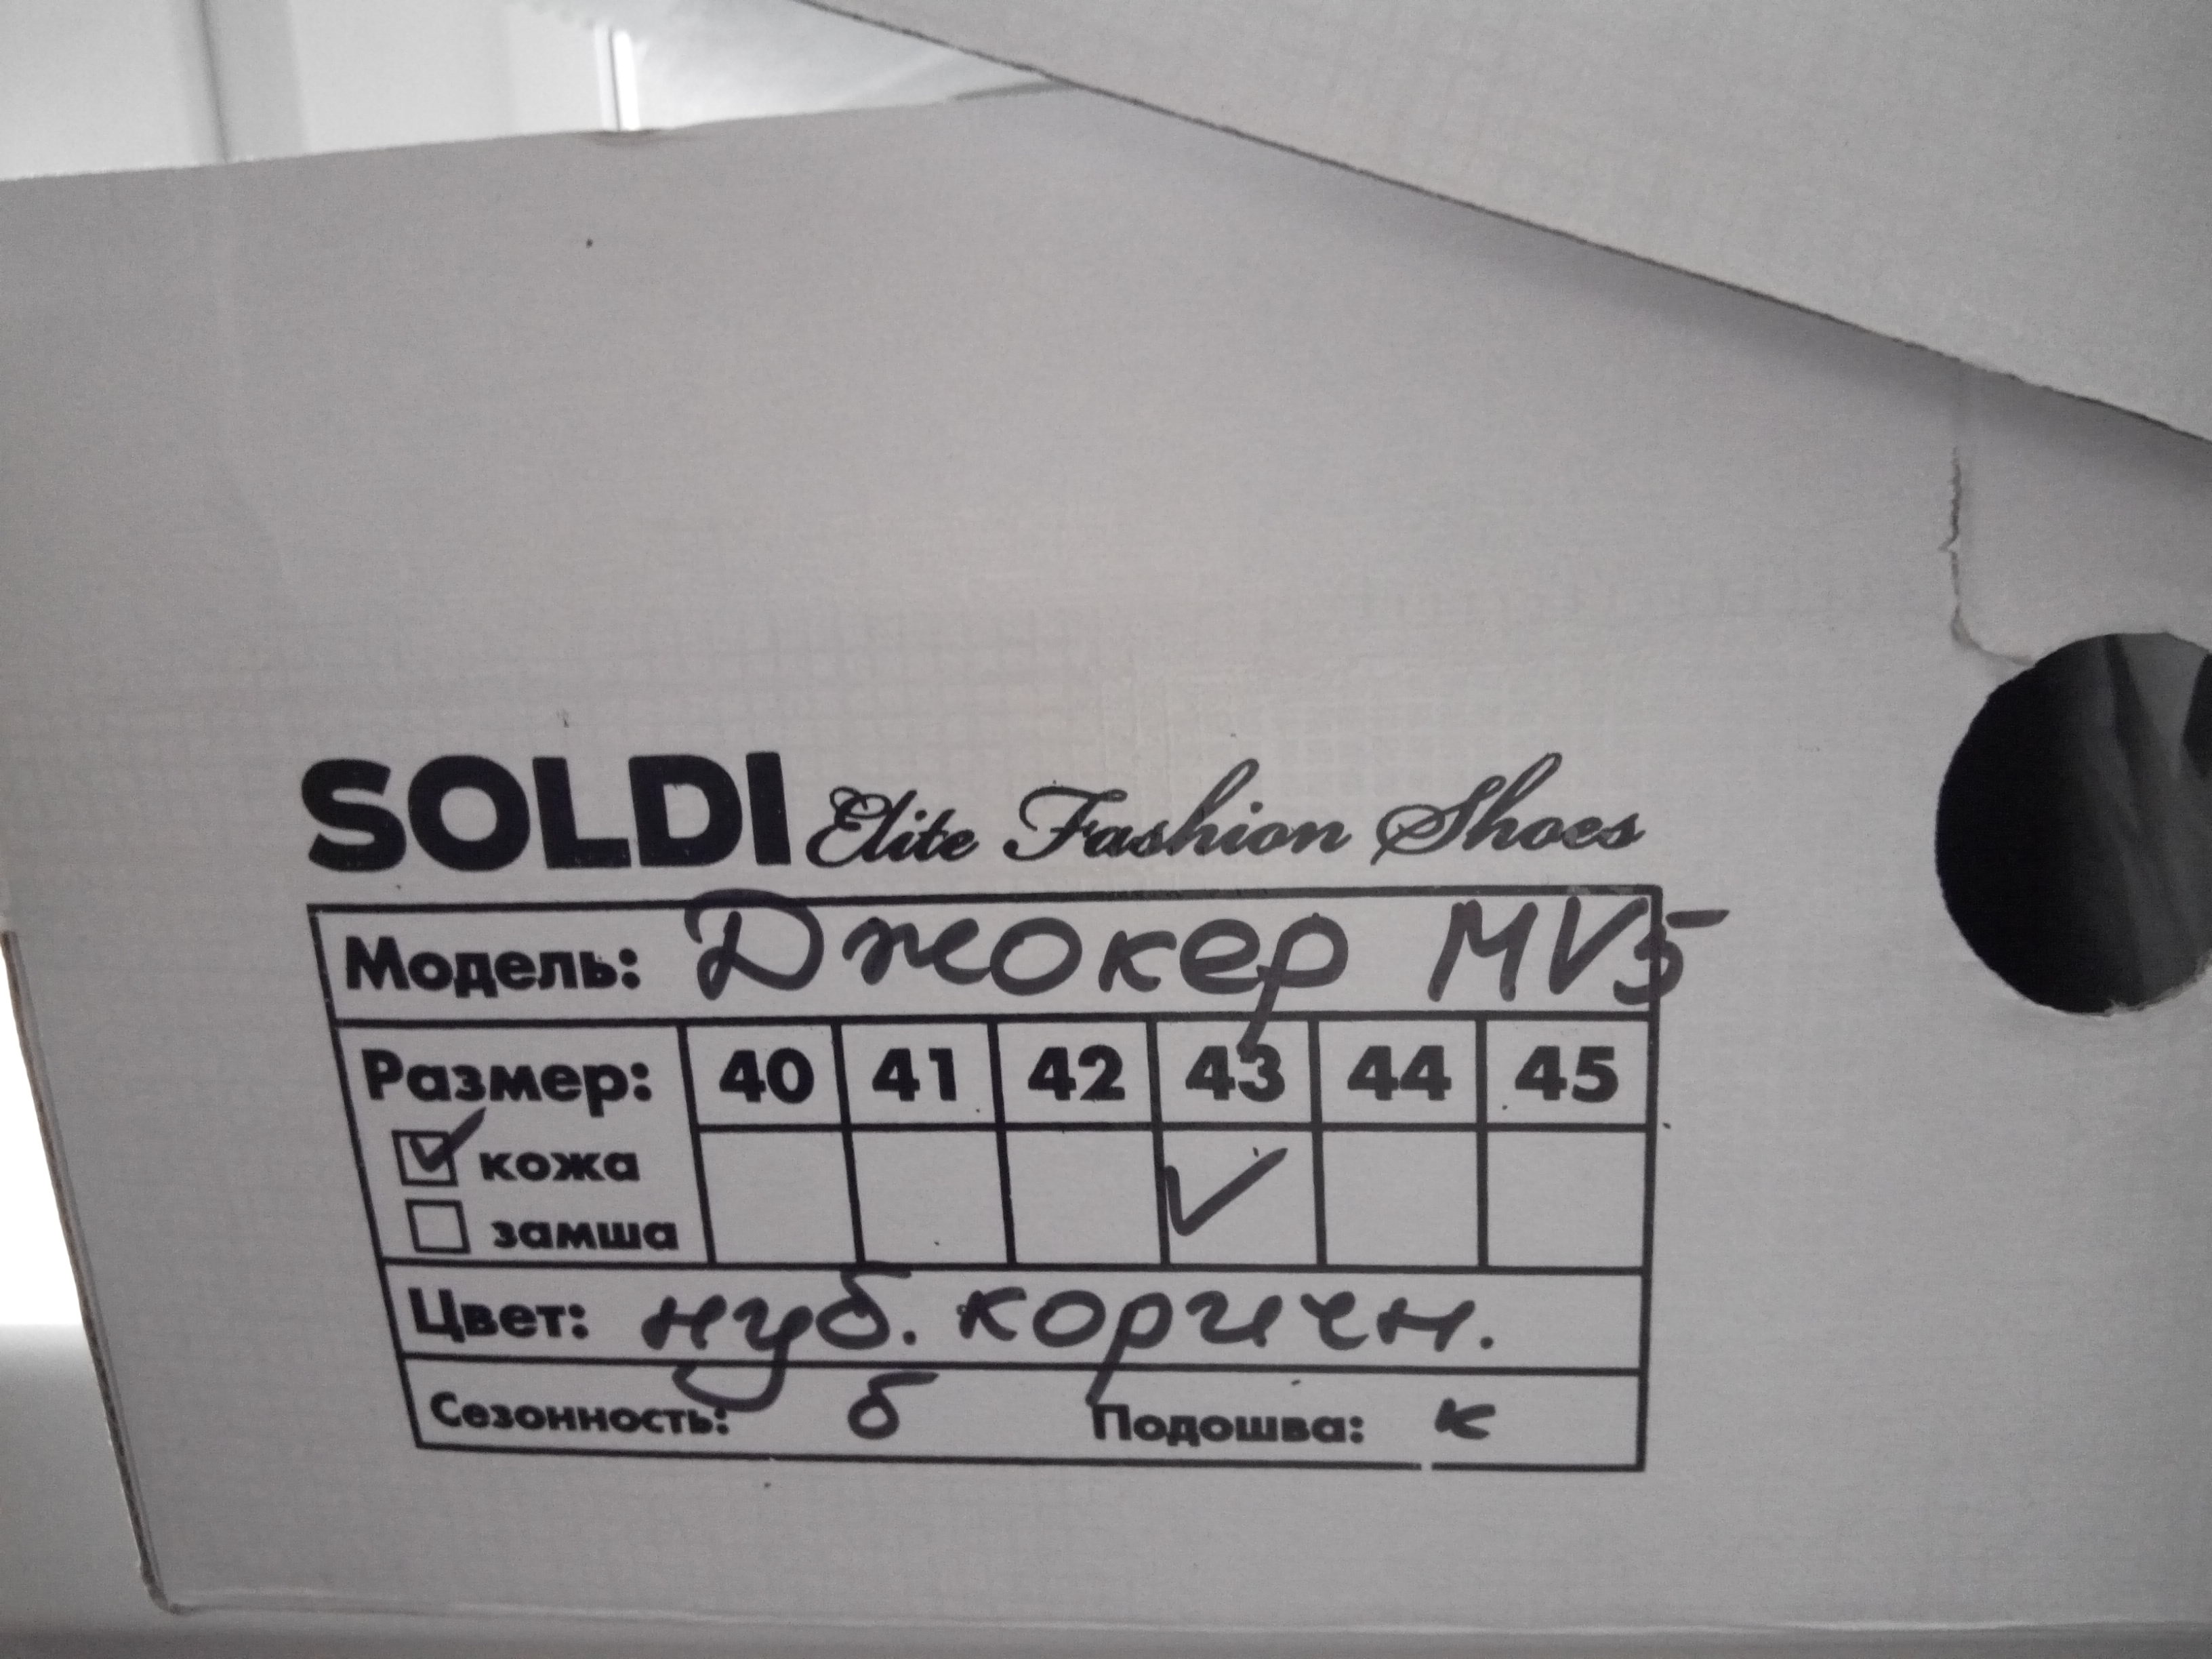 SOLDI Elite Fashion Shoes
Модель: Джокер MV5
Размер: 40 41 42 43 44 45
☑ кожа ✓
☐ замша
Цвет: нуб. коричн.
Сезонность: б Подошва: к